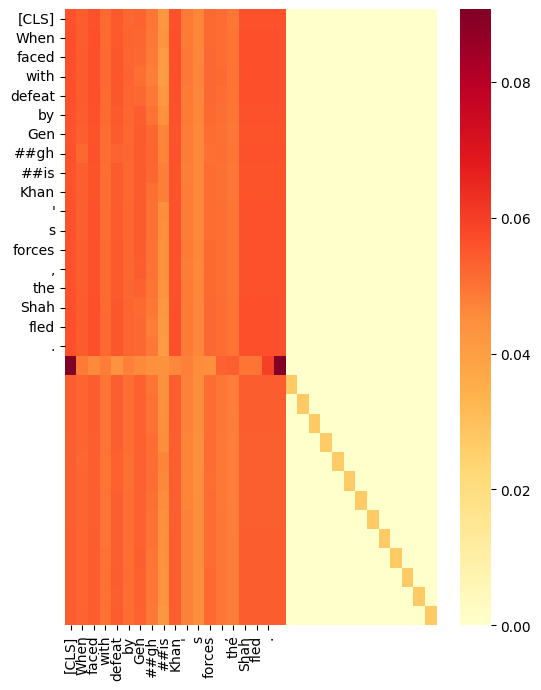 [CLS]
When
faced
with
defeat
by
Gen
##gh
##is
Khan
'
s
forces
,
the
Shah
fled
.
0.08
0.06
0.04
0.02
0.00
[CLS] When faced with defeat by Gen ##gh ##is Khan ' s forces , the Shah fled .